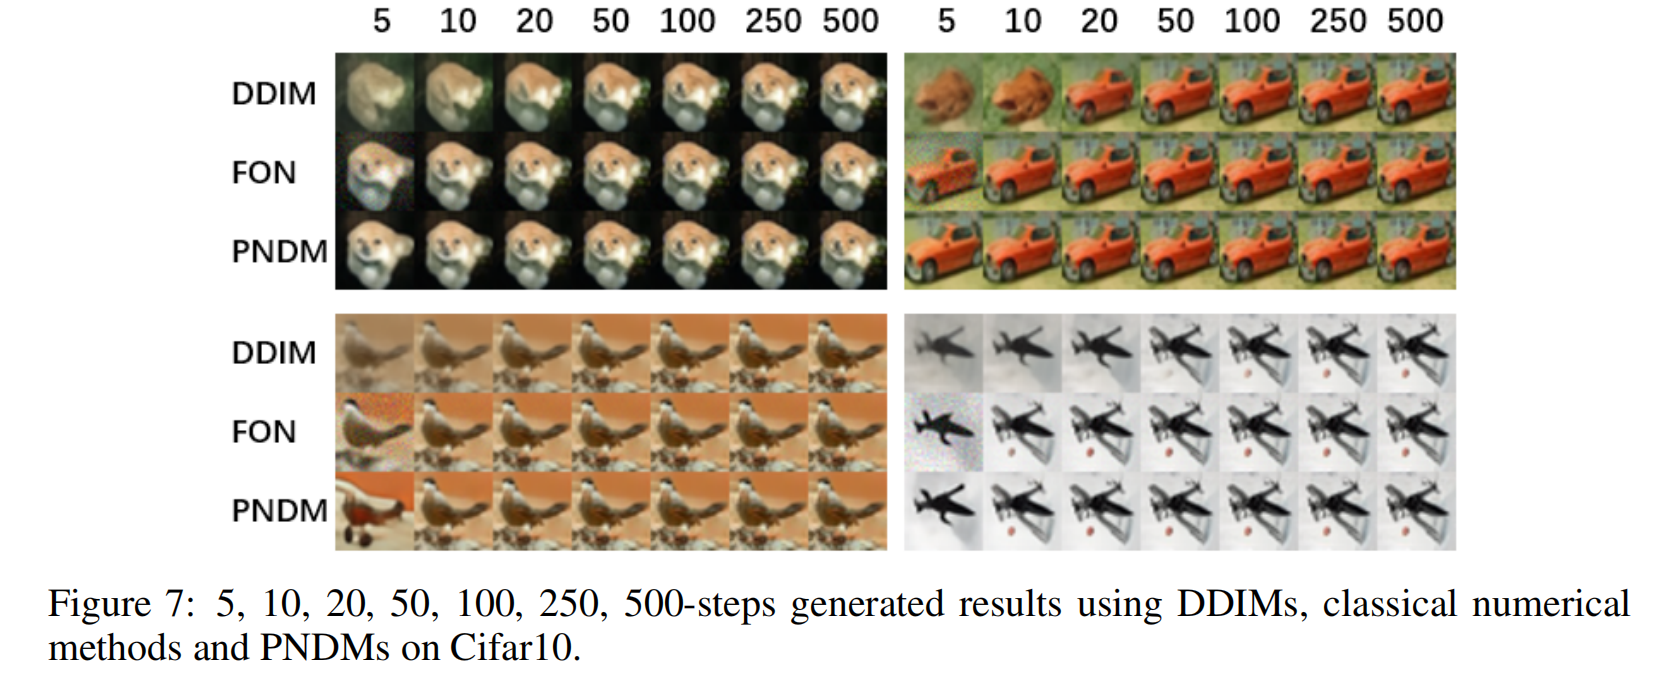 5 10 20 50 100 250 500 5 10 20 50 100 250 500
DDIM
FON
PNDM
DDIM
FON
PNDM
Figure 7: 5, 10, 20, 50, 100, 250, 500-steps generated results using DDIMs, classical numerical
methods and PNDMs on Cifar10.